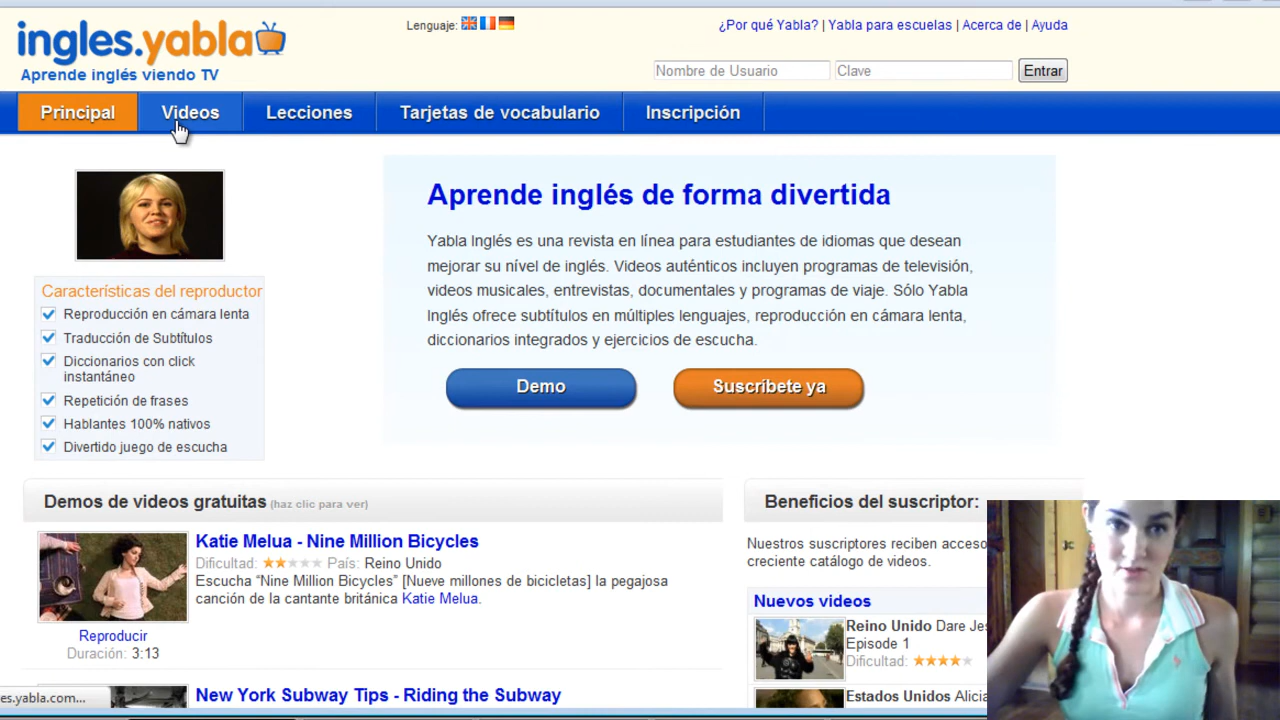 ingles.yabla
Aprende inglés viendo TV
Lenguaje:
¿Por qué Yabla? | Yabla para escuelas | Acerca de | Ayuda
Nombre de Usuario Clave Entrar
Principal Videos Lecciones Tarjetas de vocabulario Inscripción
Características del reproductor
Reproducción en cámara lenta
Traducción de Subtítulos
Diccionarios con click
instantáneo
Repetición de frases
Hablantes 100% nativos
Divertido juego de escucha
Aprende inglés de forma divertida
Yabla Inglés es una revista en línea para estudiantes de idiomas que desean
mejorar su nível de inglés. Videos auténticos incluyen programas de televisión,
videos musicales, entrevistas, documentales y programas de viaje. Sólo Yabla
Inglés ofrece subtítulos en múltiples lenguajes, reproducción en cámara lenta,
diccionarios integrados y ejercicios de escucha.
Demo Suscríbete ya
Demos de videos gratuitas (haz clic para ver)
Katie Melua - Nine Million Bicycles
Dificultad: País: Reino Unido
Escucha “Nine Million Bicycles” [Nueve millones de bicicletas] la pegajosa
canción de la cantante británica Katie Melua.
Reproducir
Duración: 3:13
New York Subway Tips - Riding the Subway
es.yabla.com...
Beneficios del suscriptor:
Nuestros suscriptores reciben acceso
creciente catálogo de videos.
Nuevos videos
Reino Unido Dare Jes
Episode 1
Dificultad:
Estados Unidos Alicia